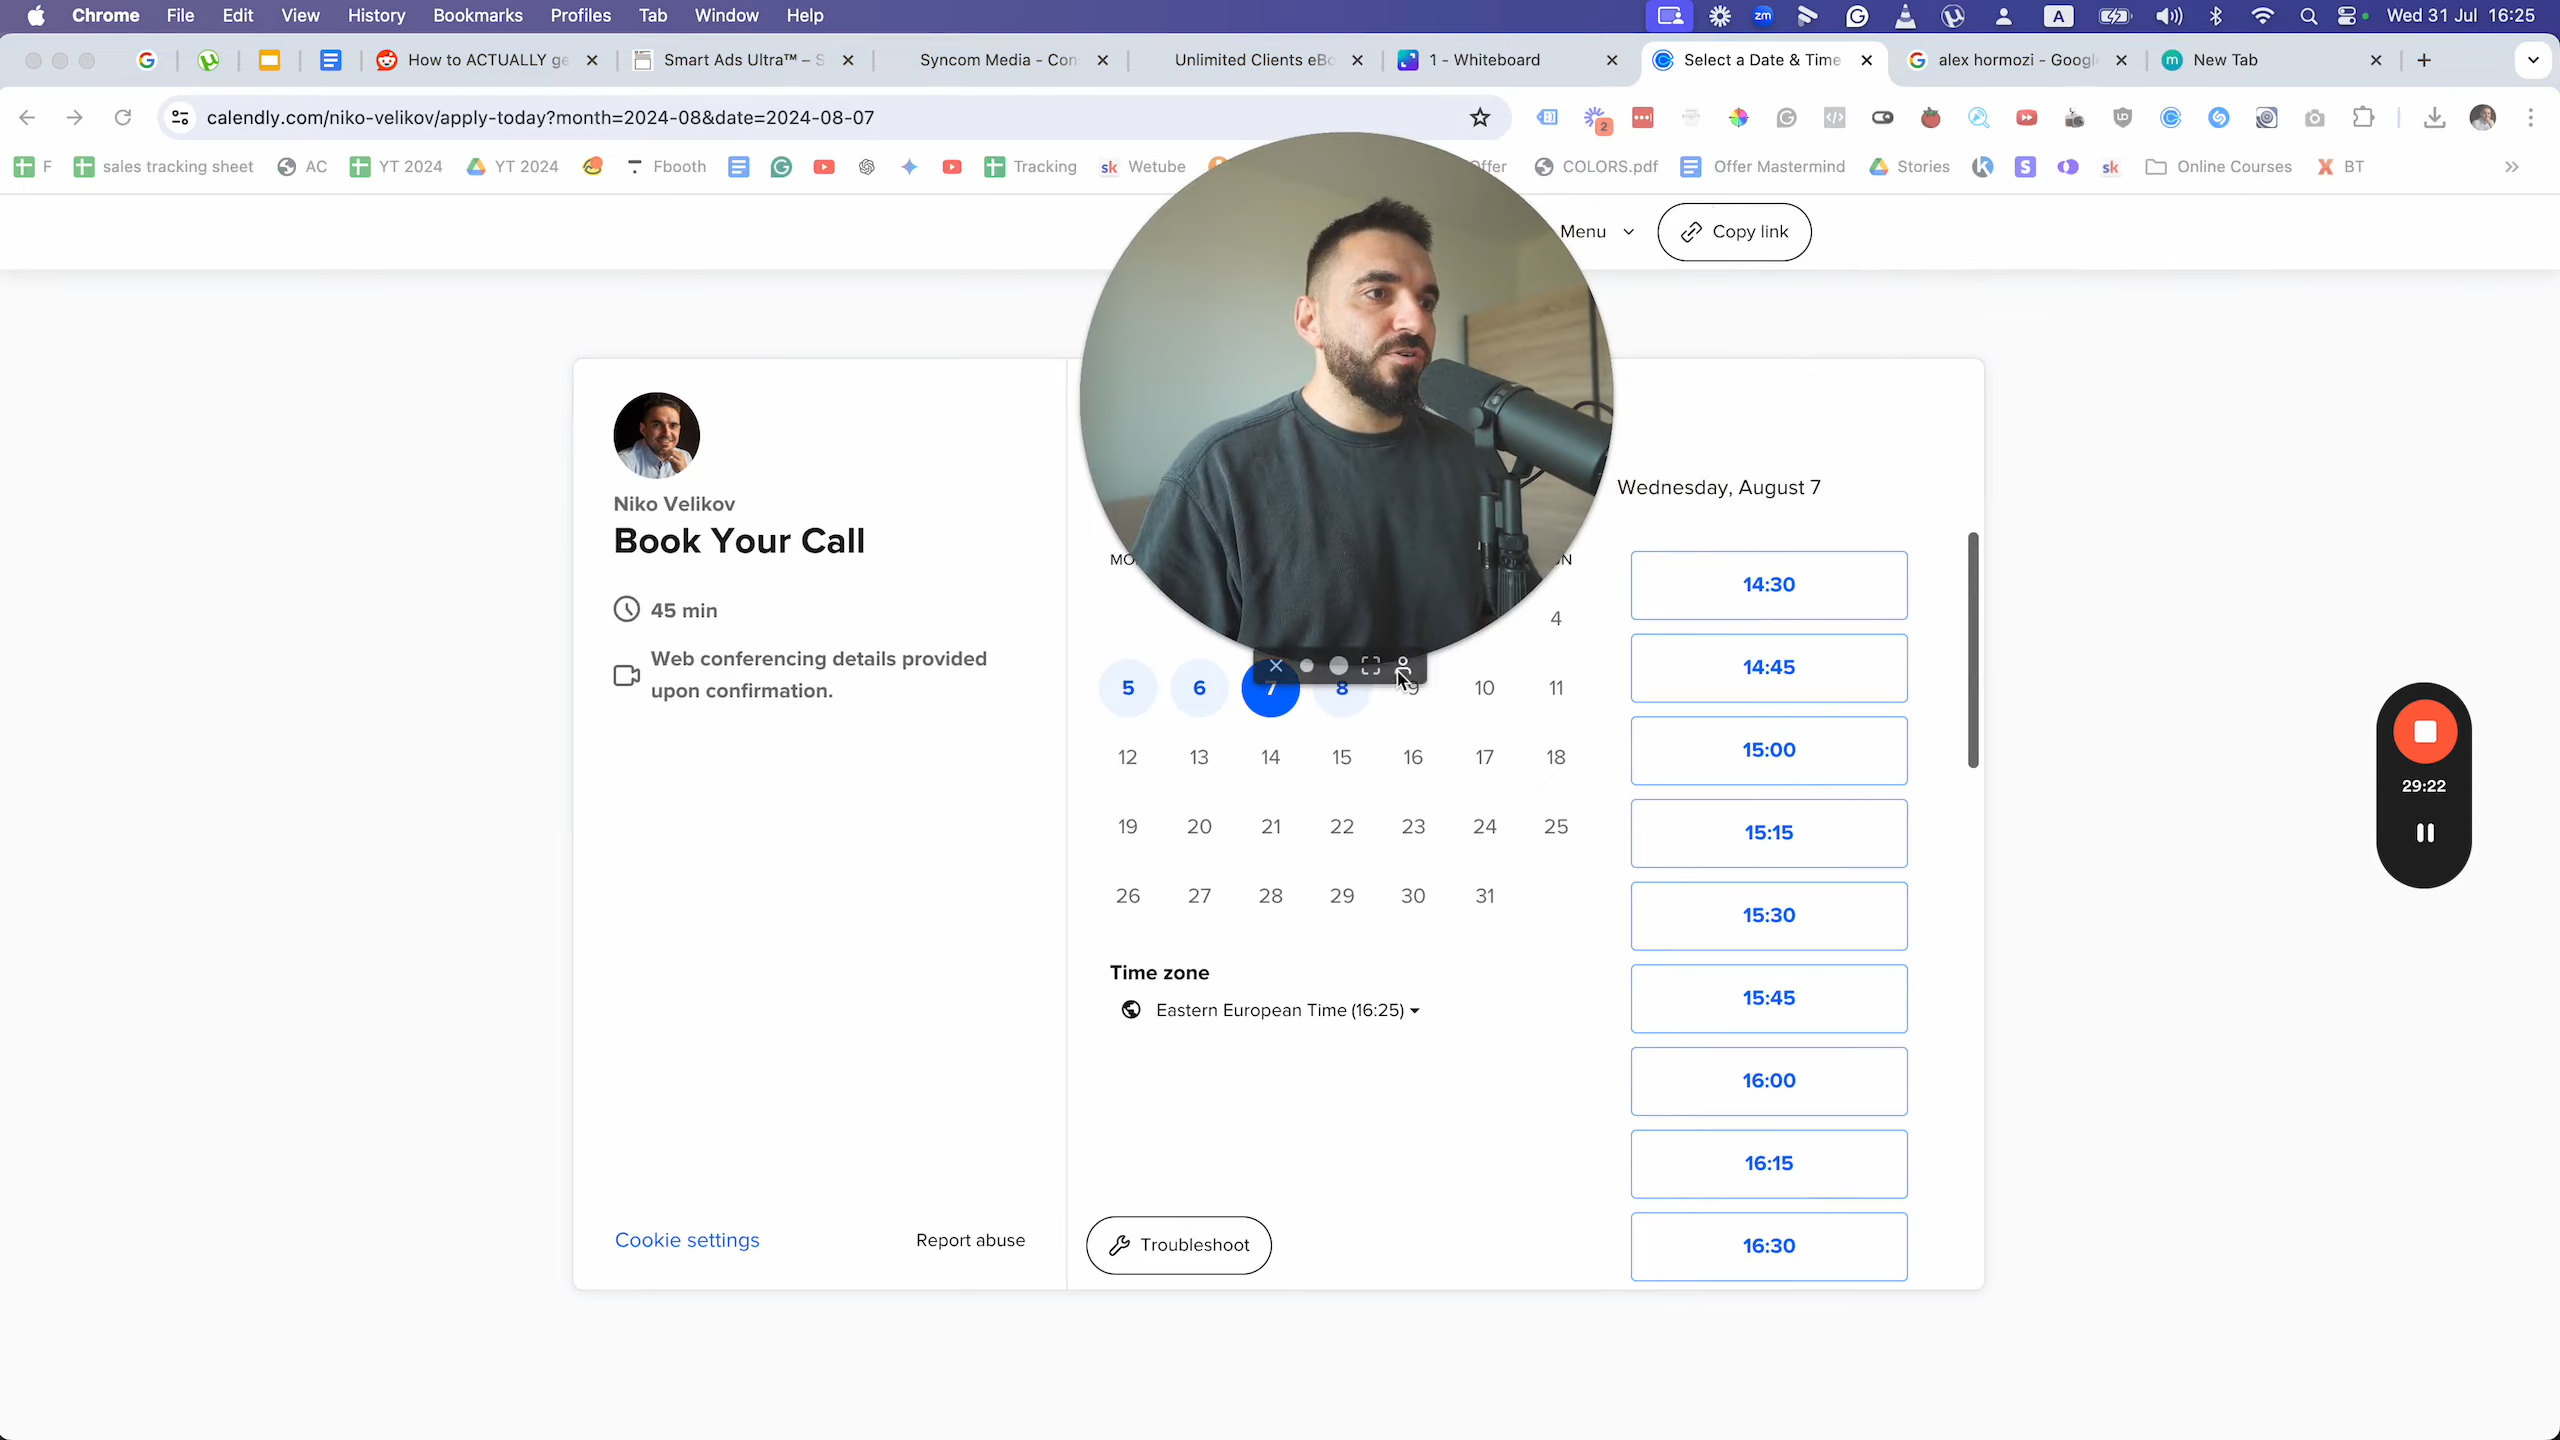 Chrome File Edit View History Bookmarks Profiles Tab Window Help zm A Wed 31 Jul 16:25
How to ACTUALLY ge Smart Ads Ultra™ – S Syncom Media - Con Unlimited Clients eBo 1 - Whiteboard Select a Date & Time alex hormozi - Googl New Tab
calendly.com/niko-velikov/apply-today?month=2024-08&date=2024-08-07 2
F sales tracking sheet AC YT 2024 YT 2024 Fbooth Tracking sk Wetube ffer COLORS.pdf Offer Mastermind Stories sk Online Courses BT
Menu Copy link
Niko Velikov
Book Your Call
45 min
Web conferencing details provided
upon confirmation.
Wednesday, August 7
MO
4
5 6 7 8 9 10 11
12 13 14 15 16 17 18
19 20 21 22 23 24 25
26 27 28 29 30 31
Time zone
Eastern European Time (16:25)
14:30
14:45
15:00
15:15
15:30
15:45
16:00
16:15
16:30
29:22
Cookie settings Report abuse Troubleshoot